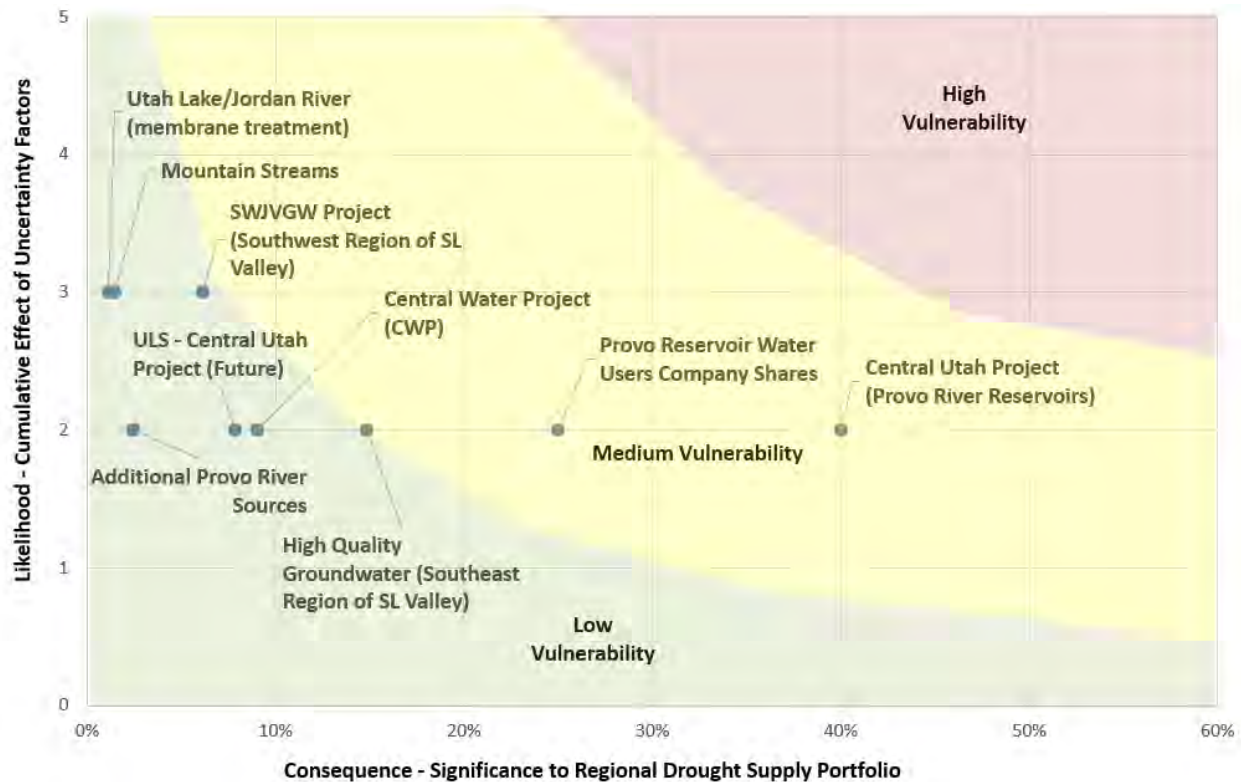 5
Utah Lake/Jordan River
(membrane treatment)
High
Vulnerability
4
Mountain Streams
SWJVGW Project
(Southwest Region of SL
Valley)
3
Central Water Project
(CWP)
ULS - Central Utah
Project (Future)
Provo Reservoir Water
Users Company Shares
Central Utah Project
(Provo River Reservoirs)
2
Medium Vulnerability
Additional Provo River
Sources
High Quality
Groundwater (Southeast
Region of SL Valley)
1
Low
Vulnerability
0
0%
10%
20%
30%
40%
50%
60%
Likelihood - Cumulative Effect of Uncertainty Factors
Consequence - Significance to Regional Drought Supply Portfolio